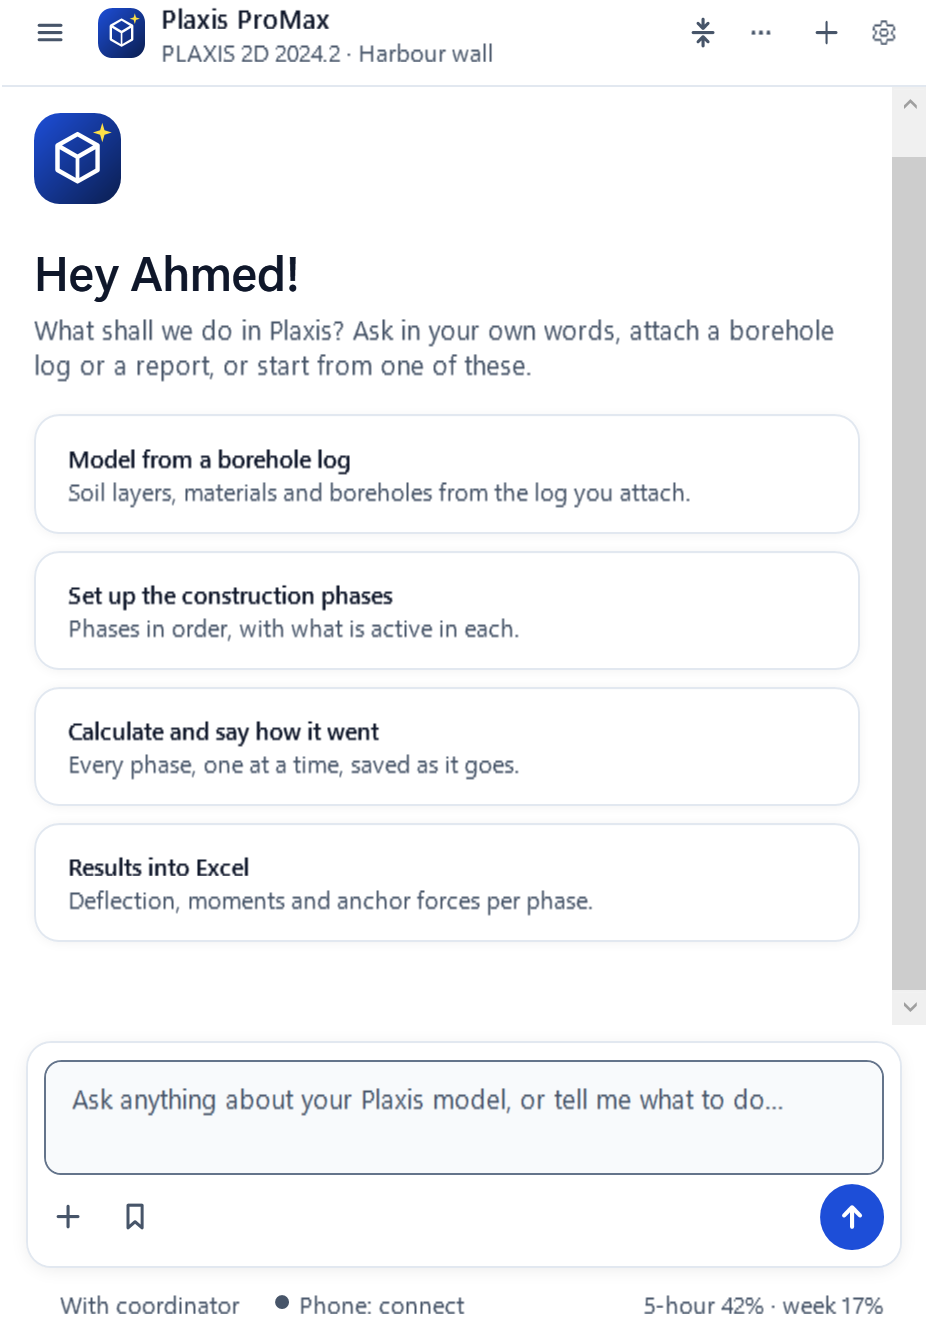 Plaxis ProMax
PLAXIS 2D 2024.2 · Harbour wall
Hey Ahmed!
What shall we do in Plaxis? Ask in your own words, attach a borehole
log or a report, or start from one of these.
Model from a borehole log
Soil layers, materials and boreholes from the log you attach.
Set up the construction phases
Phases in order, with what is active in each.
Calculate and say how it went
Every phase, one at a time, saved as it goes.
Results into Excel
Deflection, moments and anchor forces per phase.
Ask anything about your Plaxis model, or tell me what to do...
With coordinator
Phone: connect
5-hour 42% · week 17%